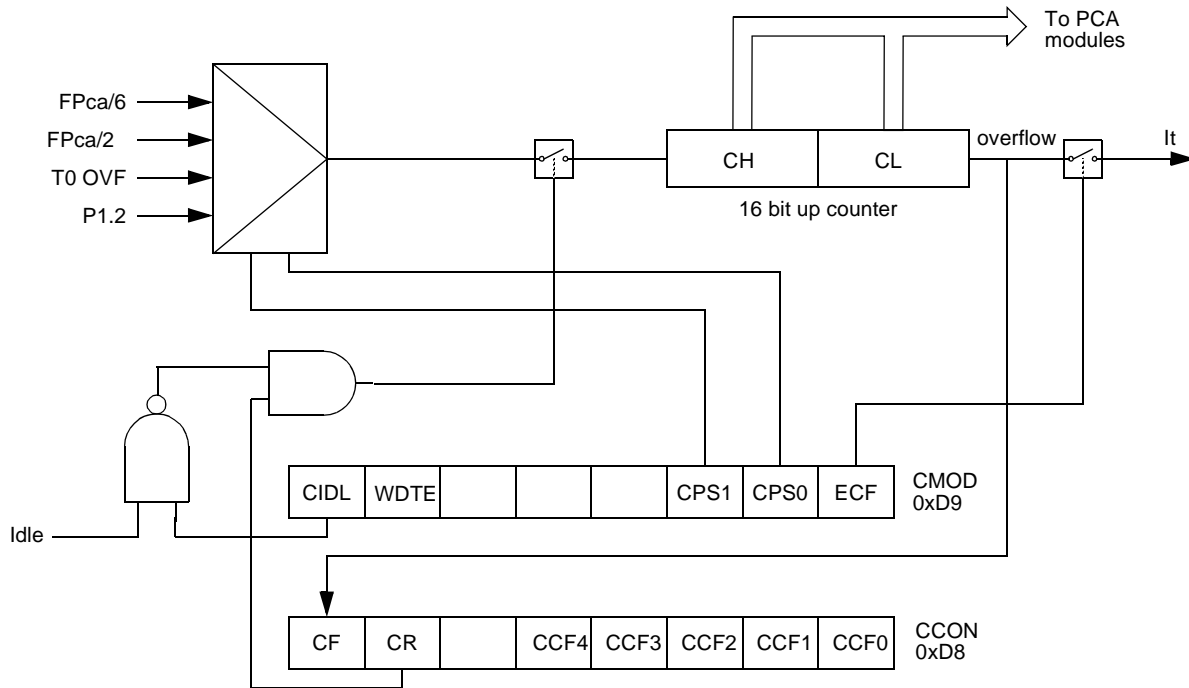 To PCA
modules
FPca/6
FPca/2
T0 OVF
P1.2
CH
CL
overflow
It
16 bit up counter
CIDL
WDTE
CPS1
CPS0
ECF
CMOD
0xD9
Idle
CF
CR
CCF4
CCF3
CCF2
CCF1
CCF0
CCON
0xD8